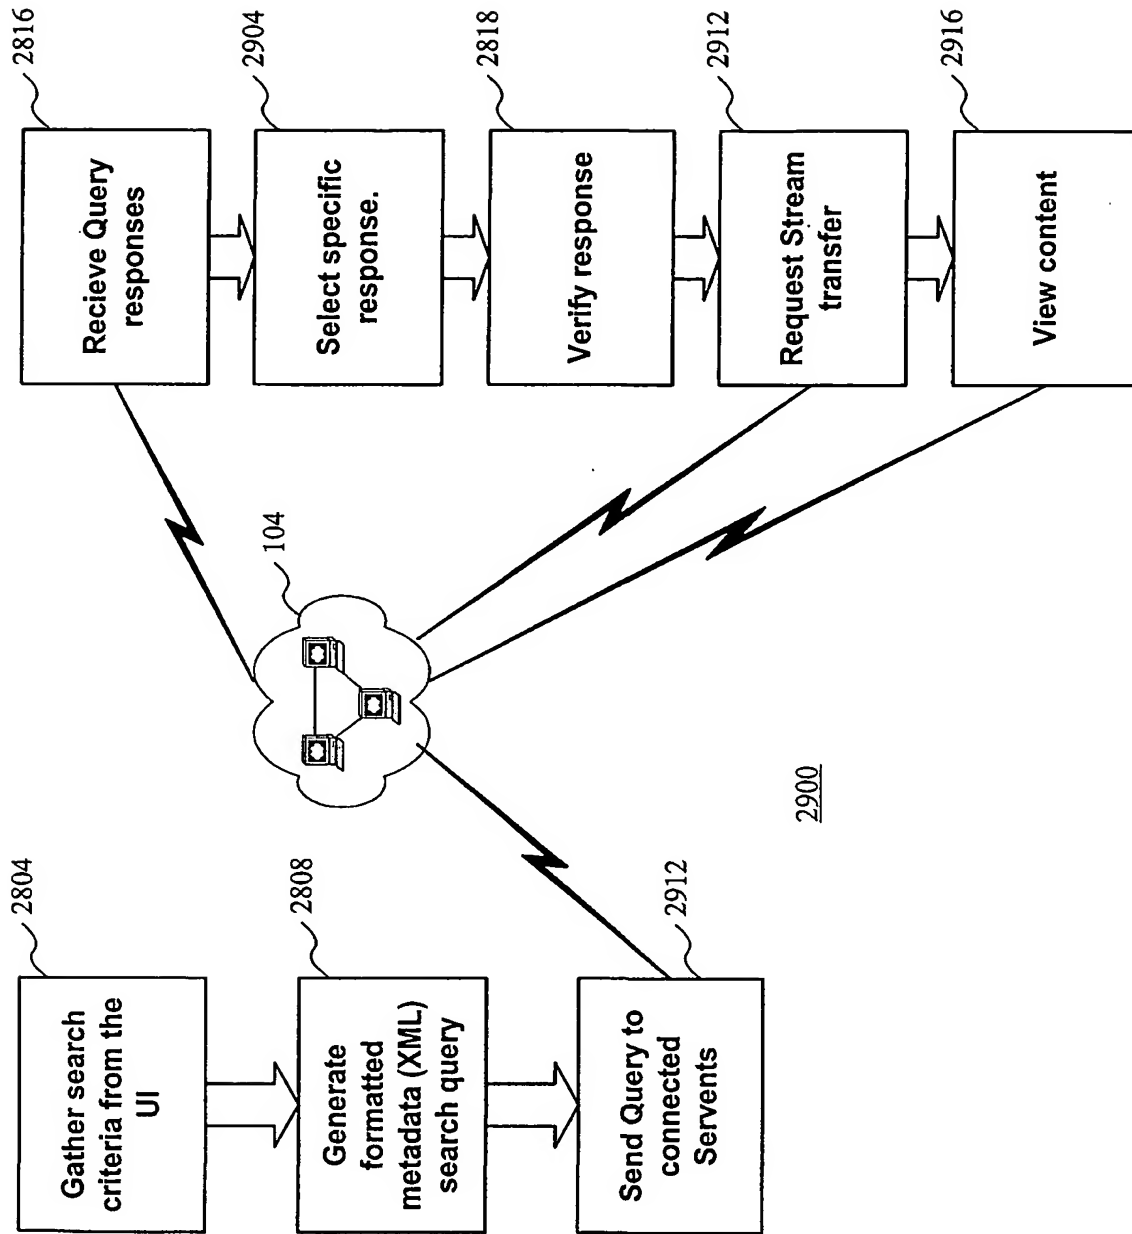 2804
Gather search
criteria from the
UI
2808
Generate
formatted
metadata (XML)
search query
2912
Send Query to
connected
Servents
104
2900
2816
Recieve Query
responses
2904
Select specific
response.
2818
Verify response
2912
Request Stream
transfer
2916
View content